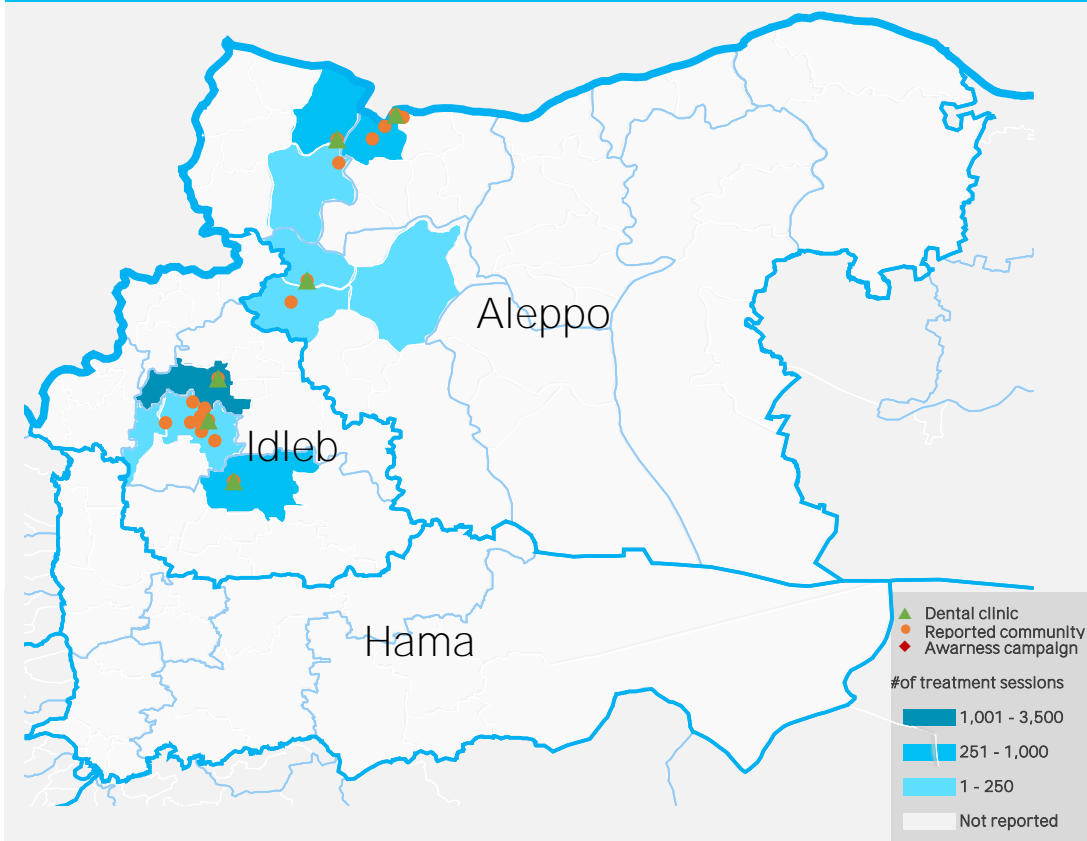 Aleppo
Idleb
Hama
Dental clinic
Reported community
Awarness campaign
#of treatment sessions
1,001 - 3,500
251 - 1,000
1 - 250
Not reported